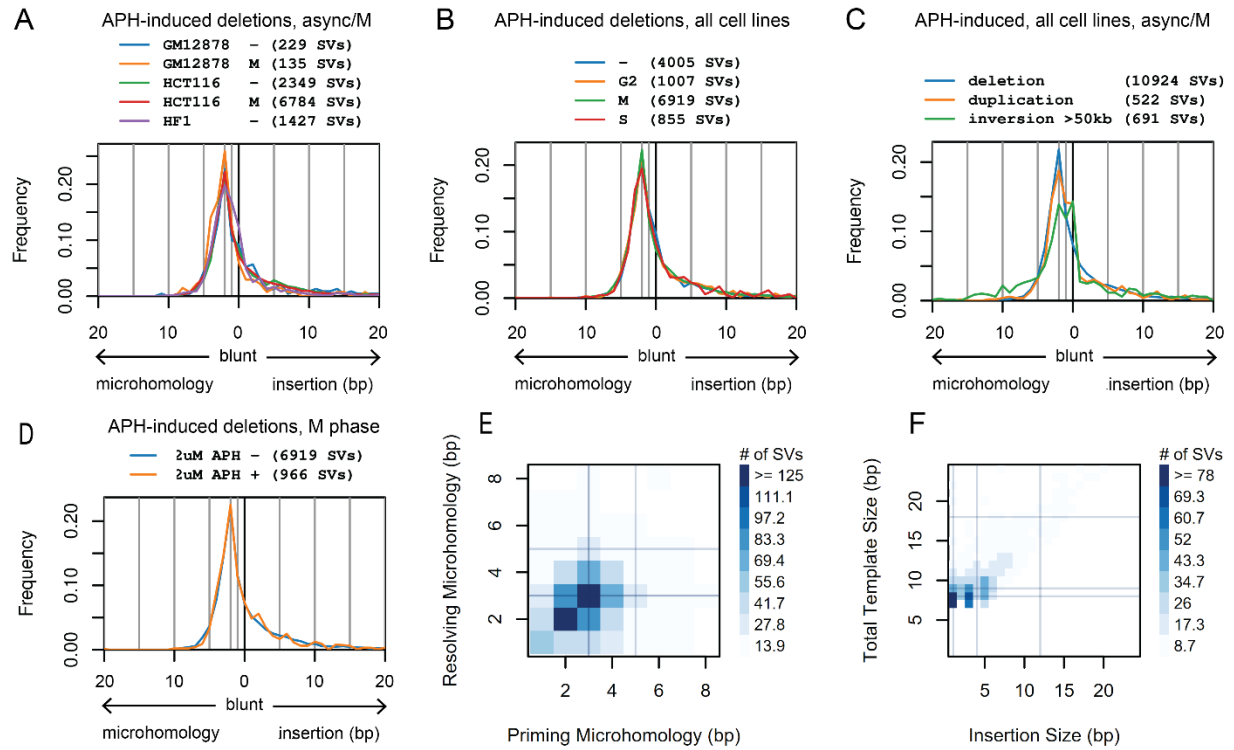 A
APH-induced deletions, async/M
GM12878 - (229 SVs)
GM12878 M (135 SVs)
HCT116 - (2349 SVs)
HCT116 M (6784 SVs)
HF1 - (1427 SVs)
Frequency
0.00 0.10 0.20
20 10 0 10 20
blunt
microhomology insertion (bp)
B
APH-induced deletions, all cell lines
- (4005 SVs)
G2 (1007 SVs)
M (6919 SVs)
S (855 SVs)
Frequency
0.00 0.10 0.20
20 10 0 10 20
blunt
microhomology insertion (bp)
C
APH-induced, all cell lines, async/M
deletion (10924 SVs)
duplication (522 SVs)
inversion >50kb (691 SVs)
Frequency
0.00 0.10 0.20
20 10 0 10 20
blunt
microhomology insertion (bp)
D
APH-induced deletions, M phase
2uM APH - (6919 SVs)
2uM APH + (966 SVs)
Frequency
0.00 0.10 0.20
20 10 0 10 20
blunt
microhomology insertion (bp)
E
Resolving Microhomology (bp)
8
6
4
2
2 4 6 8
Priming Microhomology (bp)
# of SVs
>= 125
111.1
97.2
83.3
69.4
55.6
41.7
27.8
13.9
F
Total Template Size (bp)
20
15
10
5
5 10 15 20
Insertion Size (bp)
# of SVs
>= 78
69.3
60.7
52
43.3
34.7
26
17.3
8.7